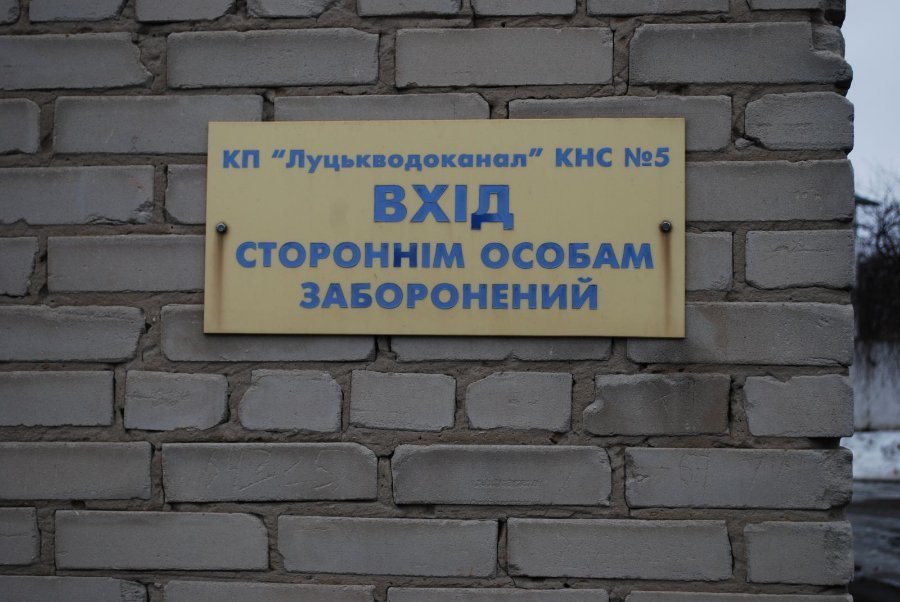 КП "Луцькводоканал" КНС №5
ВХІД
СТОРОННІМ ОСОБАМ
ЗАБОРОНЕНИЙ